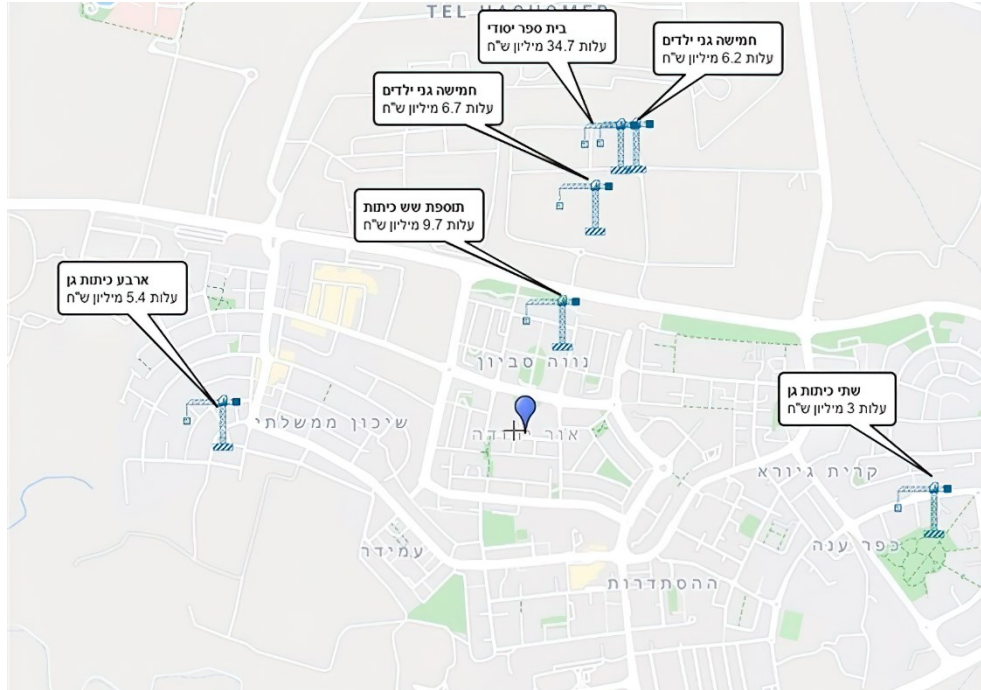 TEL HASHOMER
בית ספר יסודי
עלות 34.7 מיליון ש"ח
חמישה גני ילדים
עלות 6.2 מיליון ש"ח
חמישה גני ילדים
עלות 6.7 מיליון ש"ח
תוספת שש כיתות
עלות 9.7 מיליון ש"ח
ארבע כיתות גן
עלות 5.4 מיליון ש"ח
נווה סביון
שתי כיתות גן
עלות 3 מיליון ש"ח
שיכון ממשלתי
אור יהודה
קרית גיורא
כפר ענה
עמידר
ההסתדרות